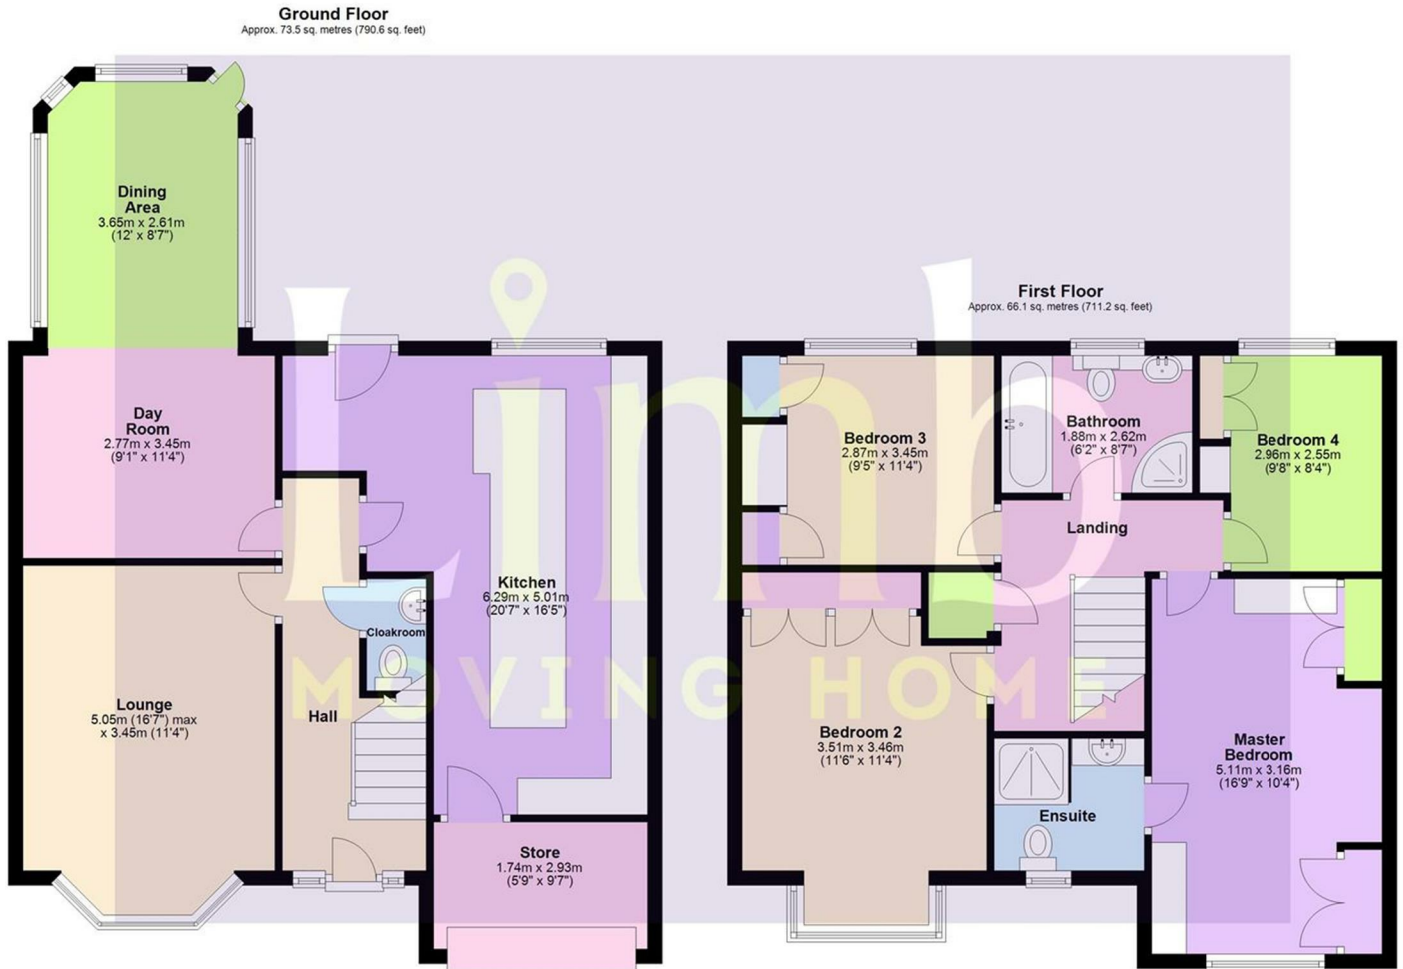 Ground Floor
Approx. 73.5 sq. metres (790.6 sq. feet)
Dining
Area
3.65m x 2.61m
(12' x 8'7")
Day
Room
2.77m x 3.45m
(9'1" x 11'4")
Kitchen
6.29m x 5.01m
(20'7" x 16'5")
Cloakroom
Lounge
5.05m (16'7") max
x 3.45m (11'4")
Hall
Store
1.74m x 2.93m
(5'9" x 9'7")
First Floor
Approx. 66.1 sq. metres (711.2 sq. feet)
Bedroom 3
2.87m x 3.45m
(9'5" x 11'4")
Bathroom
1.88m x 2.62m
(6'2" x 8'7")
Bedroom 4
2.96m x 2.55m
(9'8" x 8'4")
Landing
Bedroom 2
3.51m x 3.46m
(11'6" x 11'4")
Master
Bedroom
5.11m x 3.16m
(16'9" x 10'4")
Ensuite
Limb
MOVING HOME